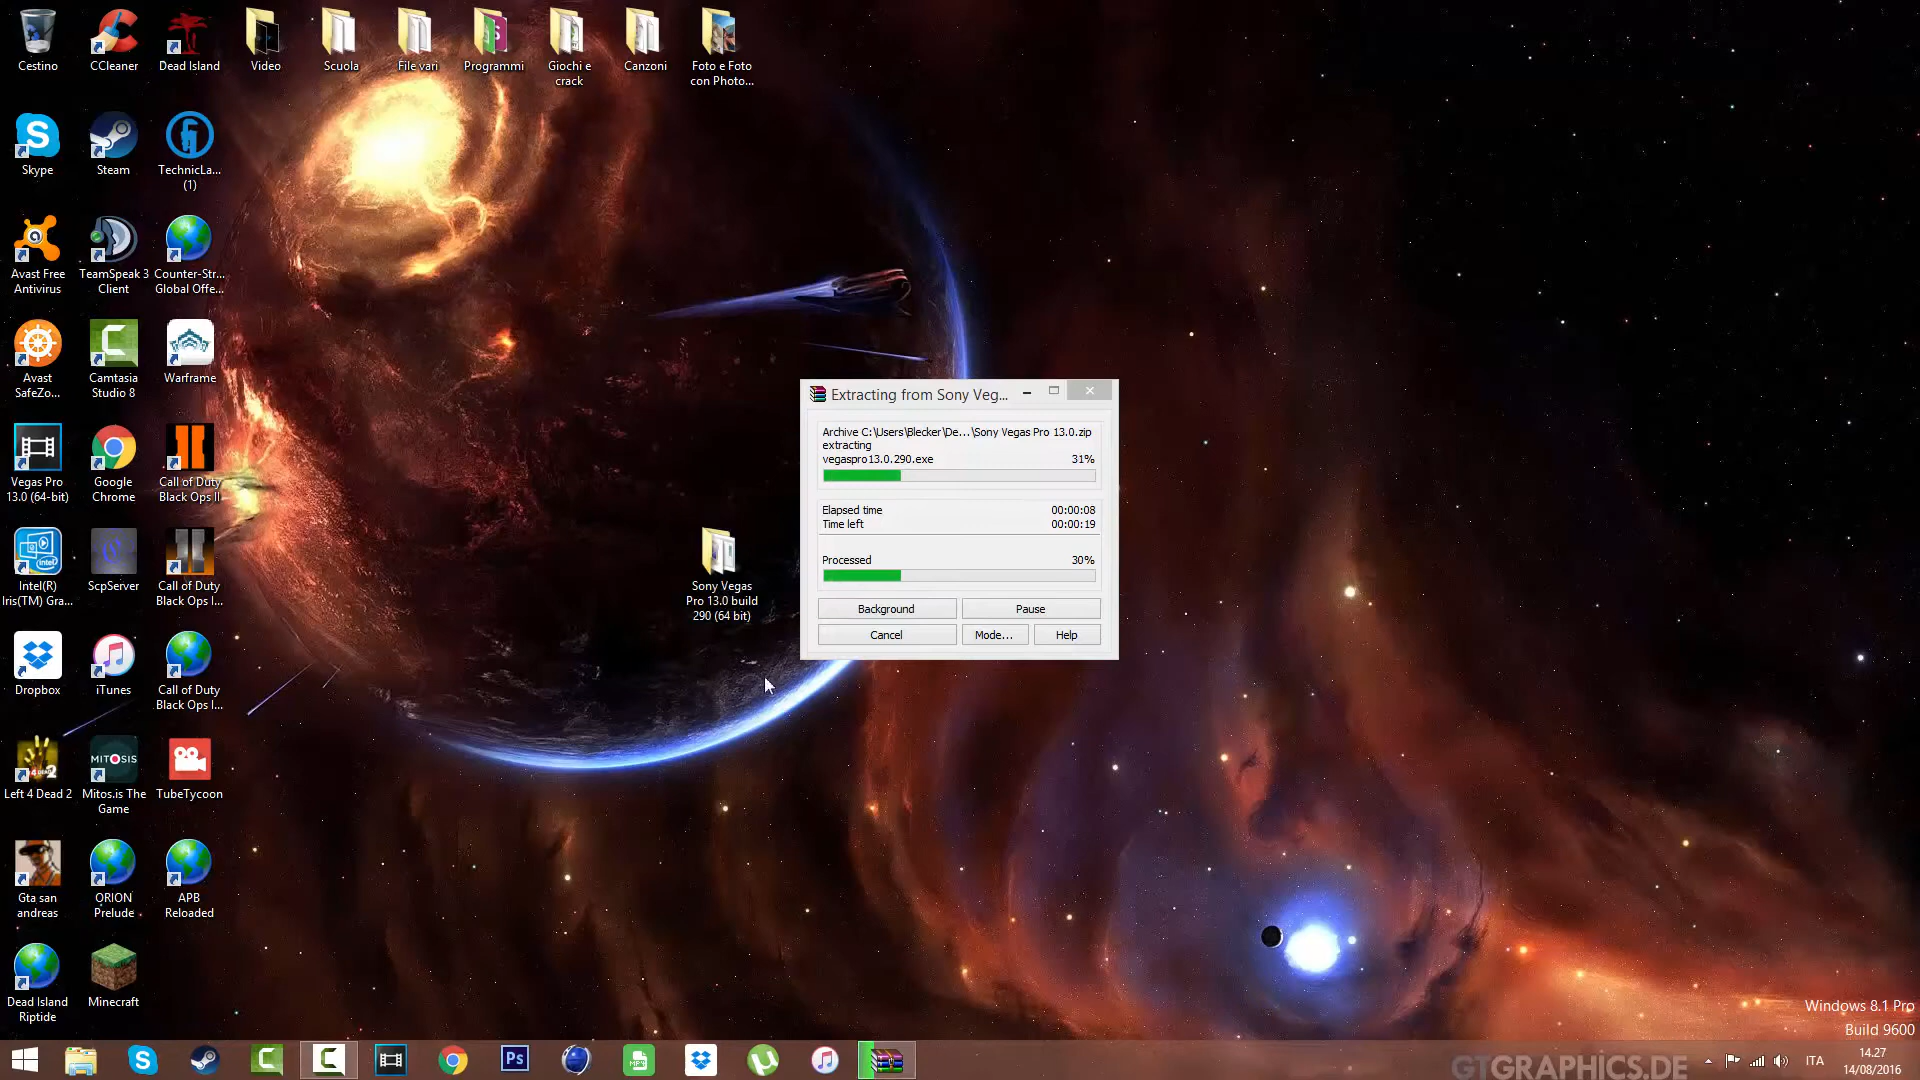 Cestino
CCleaner
Dead Island
Video
Scuola
File vari
Programmi
Giochi e
crack
Canzoni
Foto e Foto
con Photo...
Skype
Steam
TechnicLa...
(1)
Avast Free
Antivirus
TeamSpeak 3
Client
Counter-Str...
Global Offe...
Avast
SafeZo...
Camtasia
Studio 8
Warframe
Vegas Pro
13.0 (64-bit)
Google
Chrome
Call of Duty
Black Ops II
Intel(R)
Iris(TM) Gra...
ScpServer
Call of Duty
Black Ops I...
Dropbox
iTunes
Call of Duty
Black Ops I...
Left 4 Dead 2
MITOSIS
Mitos.is The
Game
TubeTycoon
Gta san
andreas
ORION
Prelude
APB
Reloaded
Dead Island
Riptide
Minecraft
Sony Vegas
Pro 13.0 build
290 (64 bit)
Extracting from Sony Veg...
Archive C:\Users\Blecker\De...\Sony Vegas Pro 13.0.zip
extracting
vegaspro13.0.290.exe 31%
Elapsed time 00:00:08
Time left 00:00:19
Processed 30%
Background
Pause
Cancel
Mode...
Help
Windows 8.1 Pro
Build 9600
GTGRAPHICS.DE
Ps
MP4
ITA
14.27
14/08/2016